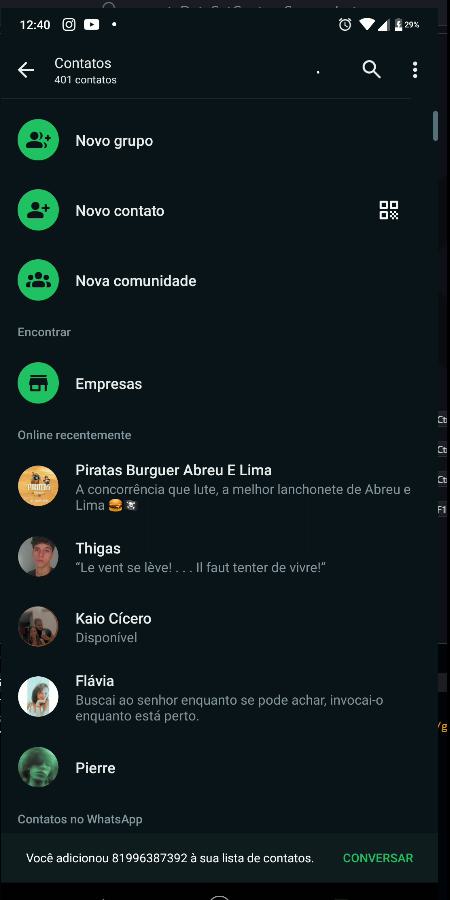 12:40
29%
Contatos
401 contatos
Novo grupo
Novo contato
Nova comunidade
Encontrar
Empresas
Online recentemente
Piratas Burguer Abreu E Lima
A concorrência que lute, a melhor lanchonete de Abreu e
Lima 🍔🏴‍☠️
Thigas
“Le vent se lève! . . . Il faut tenter de vivre!”
Kaio Cícero
Disponível
Flávia
Buscai ao senhor enquanto se pode achar, invocai-o
enquanto está perto.
Pierre
Contatos no WhatsApp
Você adicionou 81996387392 à sua lista de contatos.
CONVERSAR